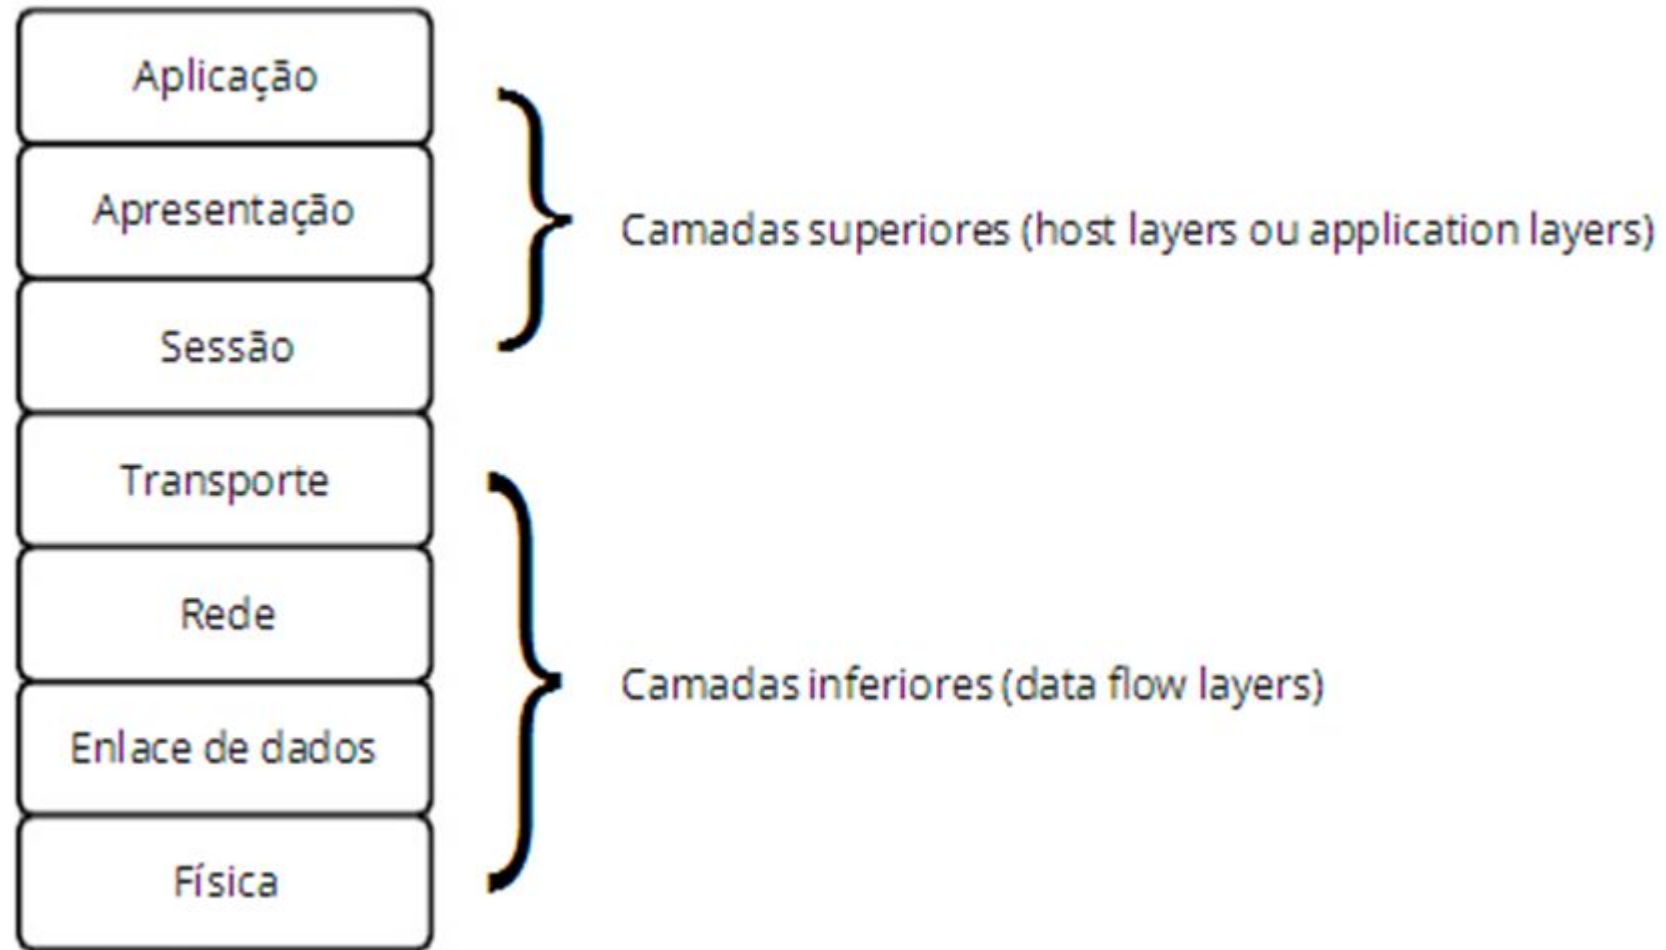 Aplicação
Apresentação
Sessão
Camadas superiores (host layers ou application layers)
Transporte
Rede
Enlace de dados
Física
Camadas inferiores (data flow layers)